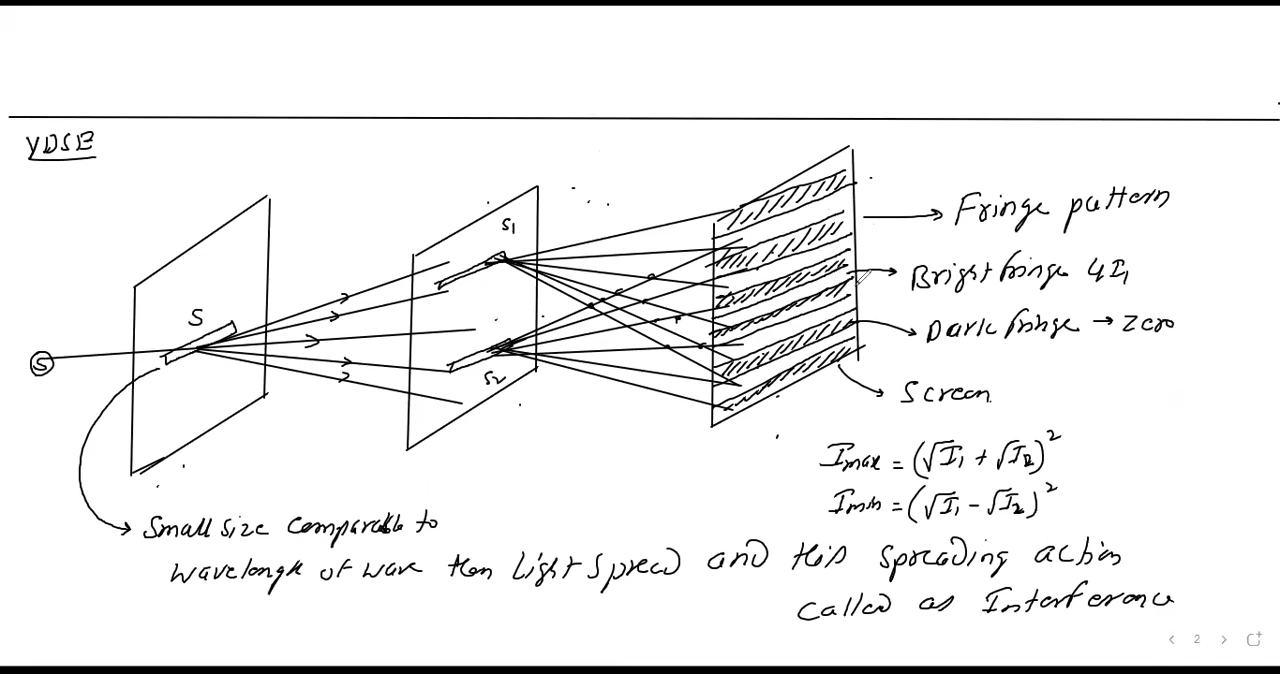 YDSE
S
S
S1
S2
Fringe pattern
Bright fringe 4I1
Dark fringe → Zero
Screen
Imax = (√I1 + √I2)²
Imin = (√I1 - √I2)²
Small size comparable to
wavelength of wave then light spread and this spreading action
called as Interference
< 2 >